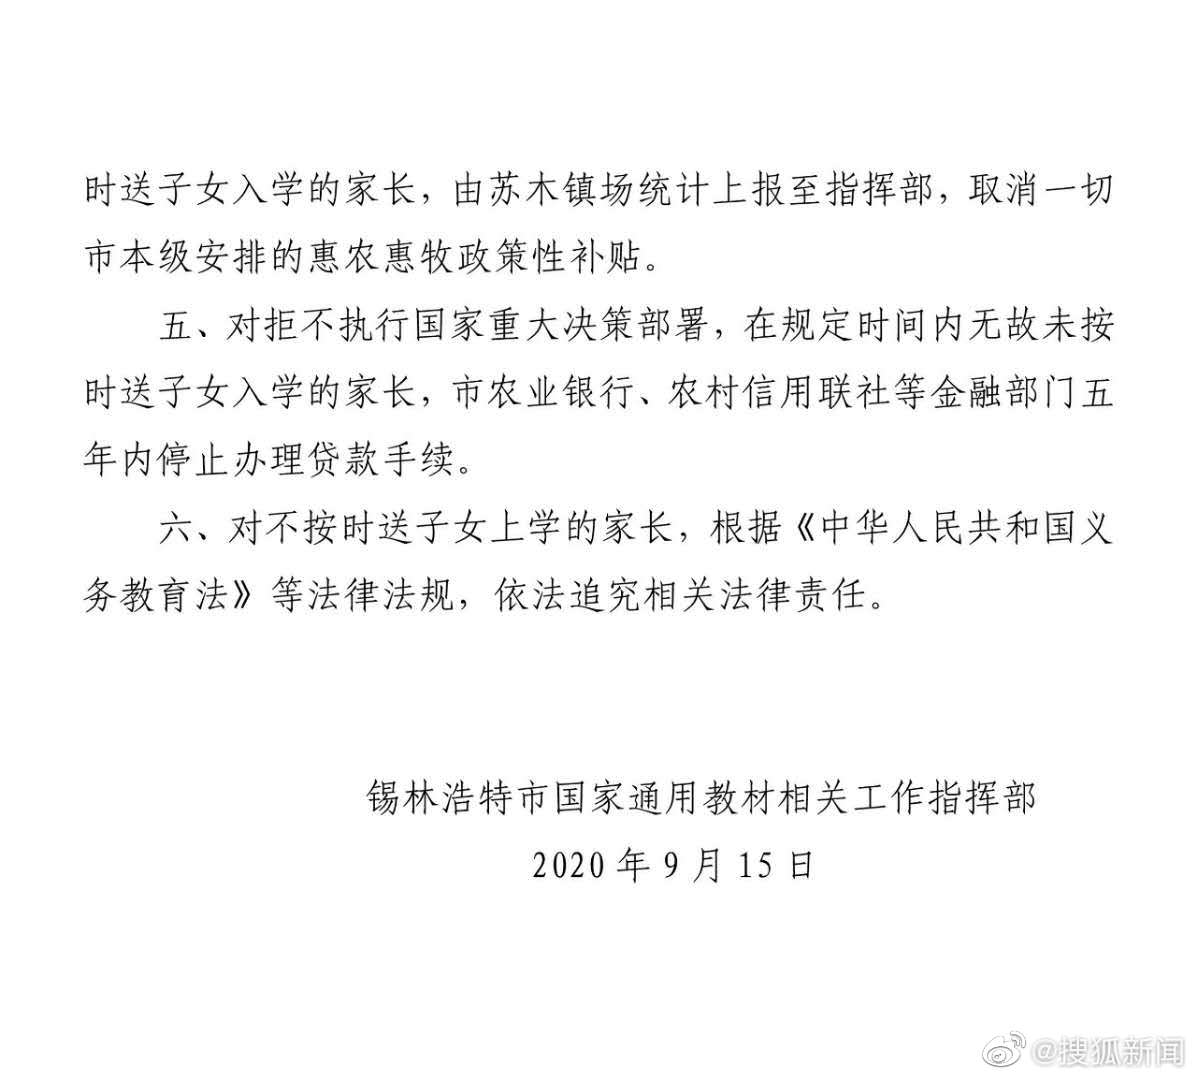 时送子女入学的家长，由苏木镇场统计上报至指挥部，取消一切
市本级安排的惠农惠牧政策性补贴。
五、对拒不执行国家重大决策部署，在规定时间内无故未按
时送子女入学的家长，市农业银行、农村信用联社等金融部门五
年内停止办理贷款手续。
六、对不按时送子女上学的家长，根据《中华人民共和国义
务教育法》等法律法规，依法追究相关法律责任。
锡林浩特市国家通用教材相关工作指挥部
2020 年 9 月 15 日
@搜狐新闻